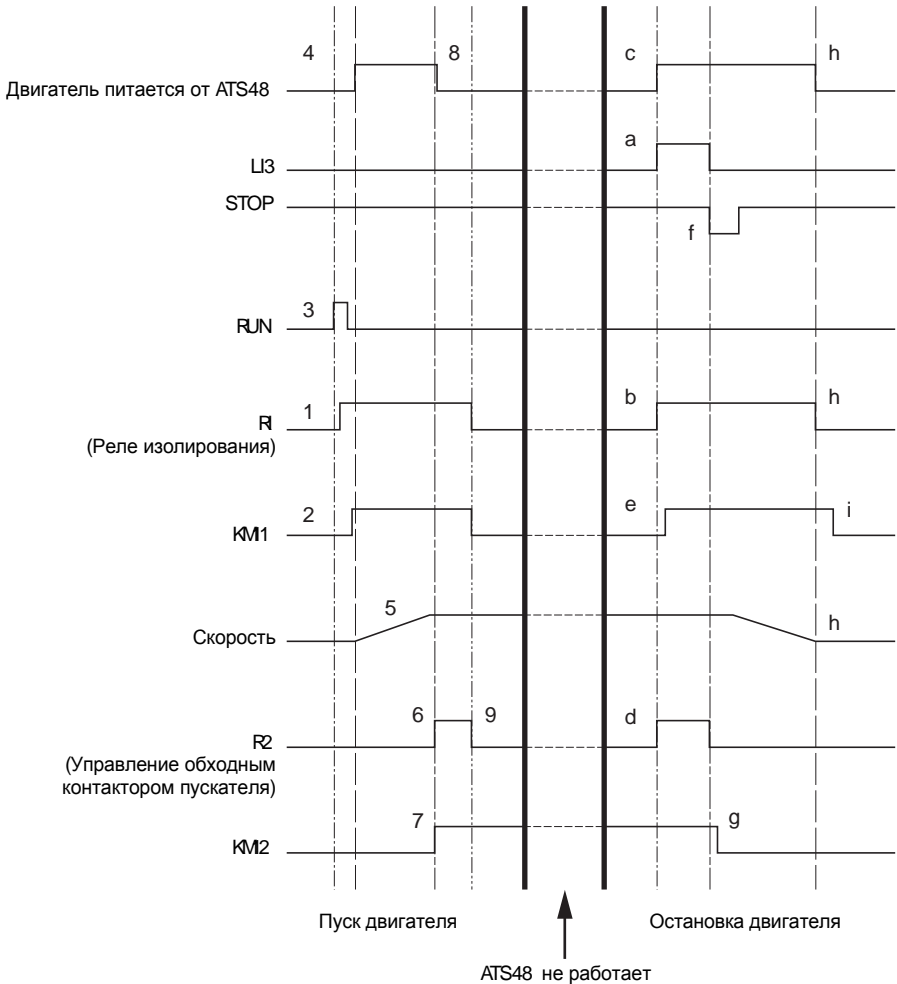 4 8 c h
Двигатель питается от ATS48
a
LI3
STOP
f
3
RUN
1 b h
R1
(Реле изолирования)
2 e i
KM1
5
Скорость h
6 9 d
R2
(Управление обходным
контактором пускателя)
7 g
KM2
Пуск двигателя Остановка двигателя
ATS48 не работает